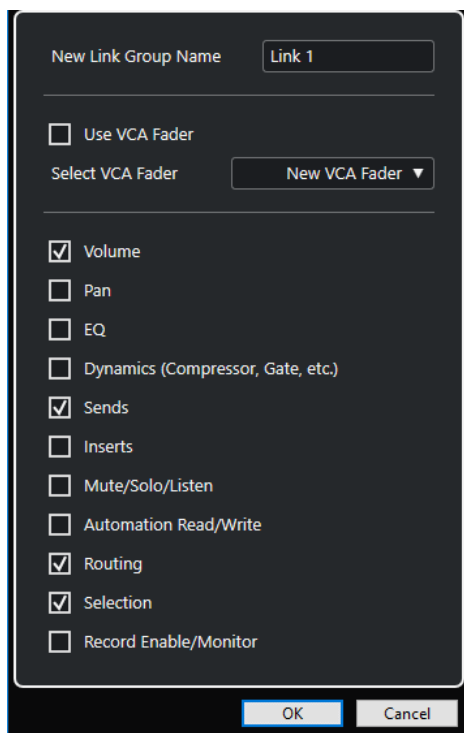 New Link Group Name Link 1
Use VCA Fader
Select VCA Fader New VCA Fader
Volume
Pan
EQ
Dynamics (Compressor, Gate, etc.)
Sends
Inserts
Mute/Solo/Listen
Automation Read/Write
Routing
Selection
Record Enable/Monitor
OK Cancel